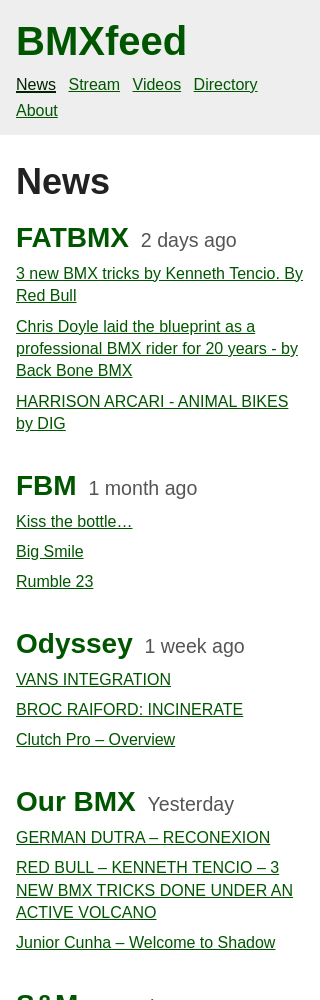 BMXfeed
News Stream Videos Directory
About
News
FATBMX 2 days ago
3 new BMX tricks by Kenneth Tencio. By
Red Bull
Chris Doyle laid the blueprint as a
professional BMX rider for 20 years - by
Back Bone BMX
HARRISON ARCARI - ANIMAL BIKES
by DIG
FBM 1 month ago
Kiss the bottle…
Big Smile
Rumble 23
Odyssey 1 week ago
VANS INTEGRATION
BROC RAIFORD: INCINERATE
Clutch Pro – Overview
Our BMX Yesterday
GERMAN DUTRA – RECONEXION
RED BULL – KENNETH TENCIO – 3
NEW BMX TRICKS DONE UNDER AN
ACTIVE VOLCANO
Junior Cunha – Welcome to Shadow